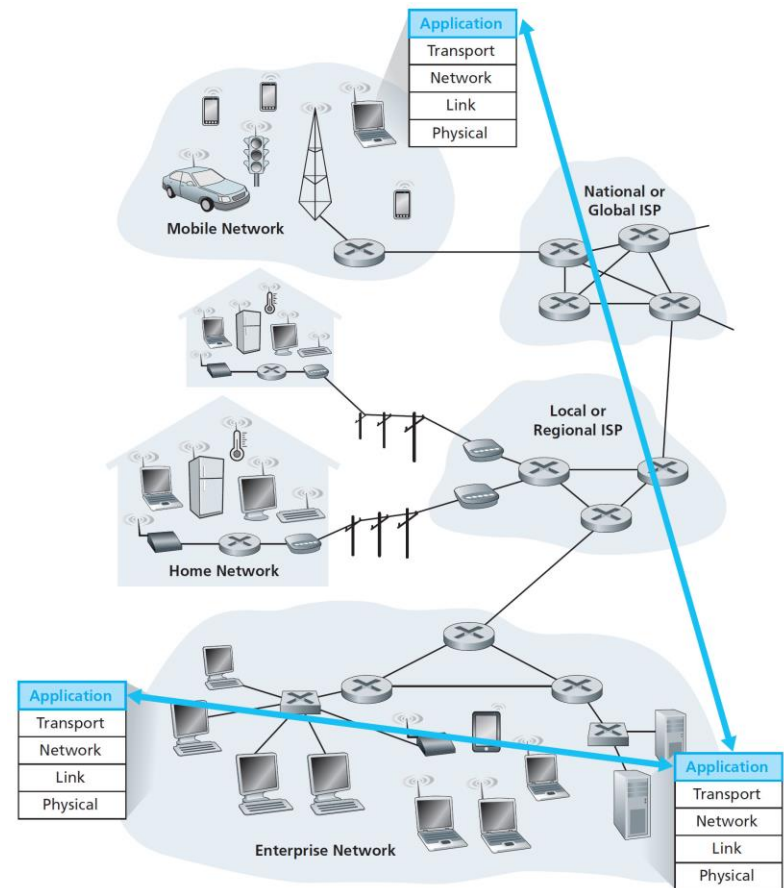 Application
Transport
Network
Link
Physical
National or
Global ISP
Mobile Network
Local or
Regional ISP
Home Network
Application
Transport
Network
Link
Physical
Application
Transport
Network
Link
Physical
Enterprise Network